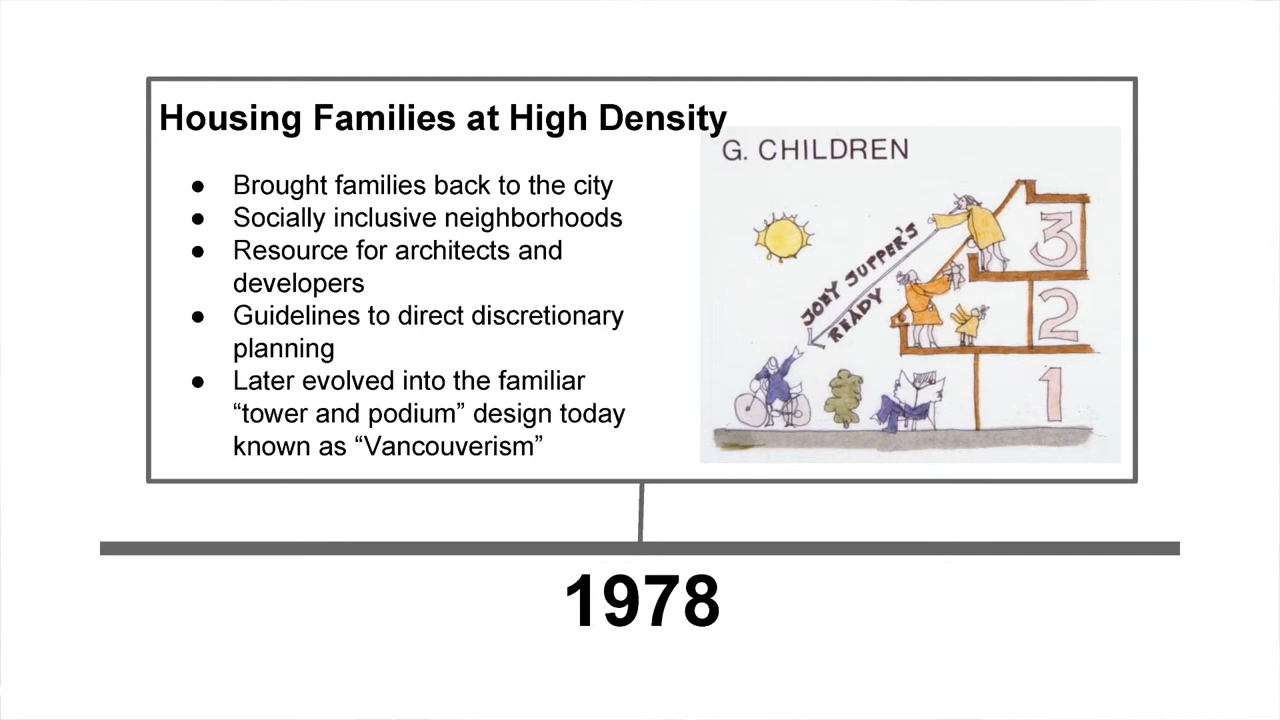 Housing Families at High Density
● Brought families back to the city
● Socially inclusive neighborhoods
● Resource for architects and
developers
● Guidelines to direct discretionary
planning
● Later evolved into the familiar
“tower and podium” design today
known as “Vancouverism”
G. CHILDREN
JOEY SUPPER'S
READY
3
2
1
1978